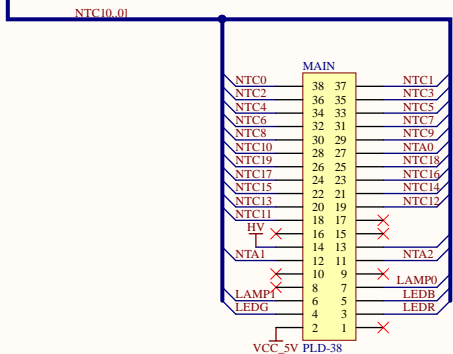 NTC10..0]
MAIN
NTC0 38 37 NTC1
NTC2 36 35 NTC3
NTC4 34 33 NTC5
NTC6 32 31 NTC7
NTC8 30 29 NTC9
NTC10 28 27 NTA0
NTC19 26 25 NTC18
NTC17 24 23 NTC16
NTC15 22 21 NTC14
NTC13 20 19 NTC12
NTC11 18 17
HV 16 15
14 13
NTA1 12 11 NTA2
10 9
8 7 LAMP0
LAMP1 6 5 LEDB
LEDG 4 3 LEDR
2 1
VCC_5V PLD-38